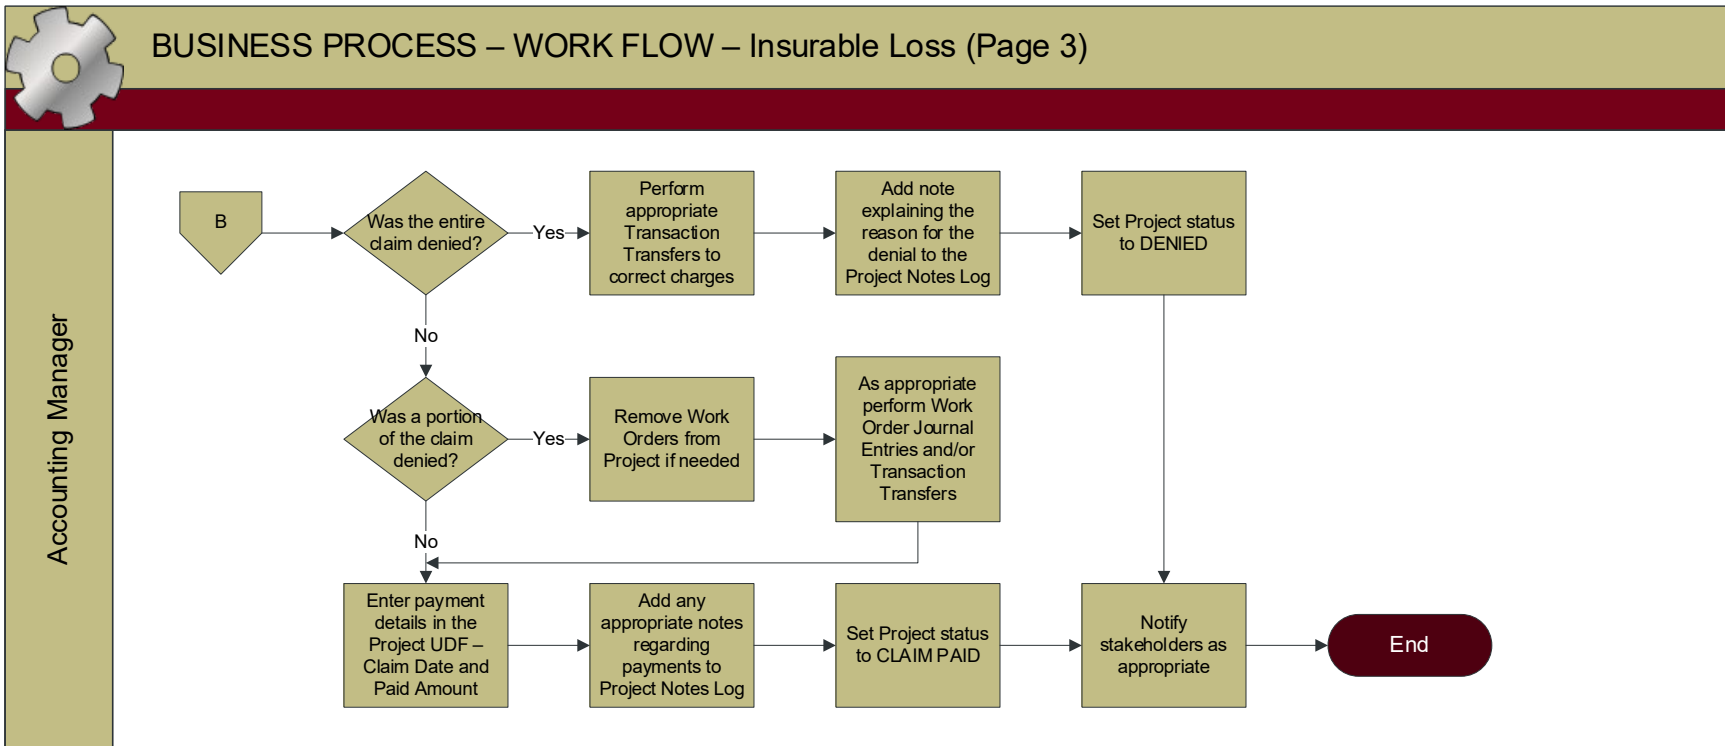 BUSINESS PROCESS – WORK FLOW – Insurable Loss (Page 3)
Accounting Manager
B
Was the entire
claim denied?
Yes
Perform
appropriate
Transaction
Transfers to
correct charges
Add note
explaining the
reason for the
denial to the
Project Notes Log
Set Project status
to DENIED
No
Was a portion
of the claim
denied?
Yes
Remove Work
Orders from
Project if needed
As appropriate
perform Work
Order Journal
Entries and/or
Transaction
Transfers
No
Enter payment
details in the
Project UDF –
Claim Date and
Paid Amount
Add any
appropriate notes
regarding
payments to
Project Notes Log
Set Project status
to CLAIM PAID
Notify
stakeholders as
appropriate
End